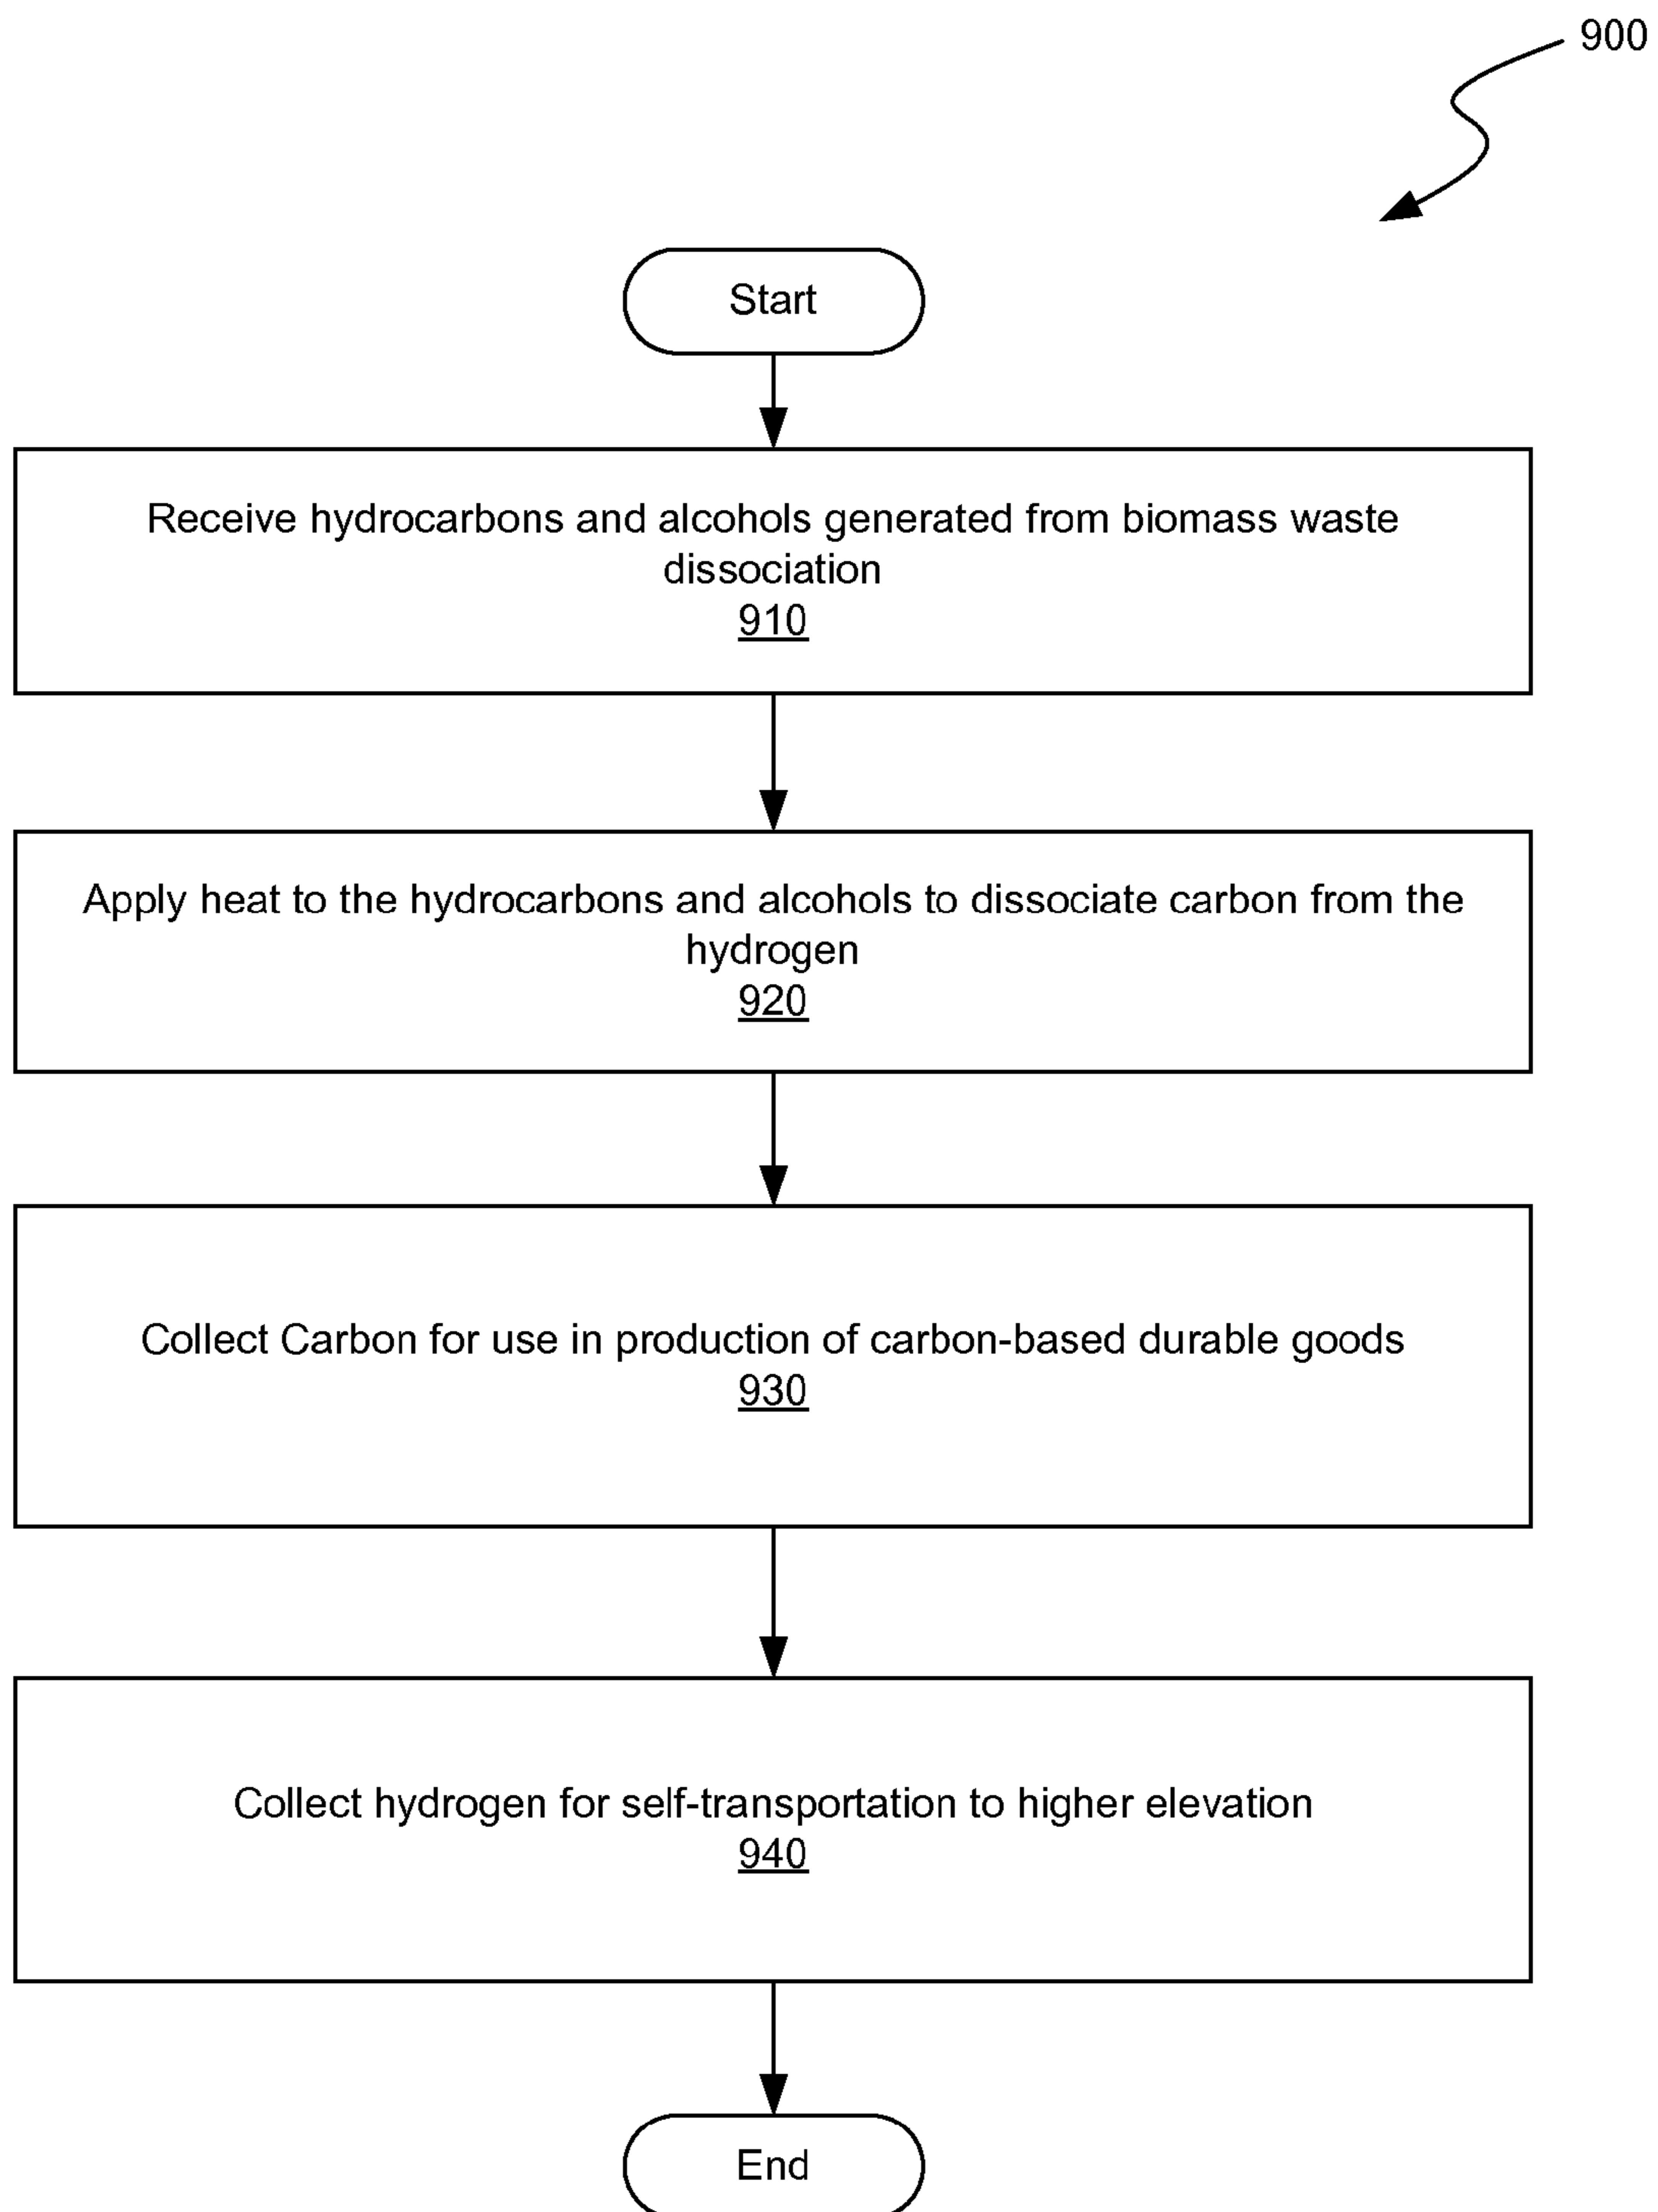 900
Start
Receive hydrocarbons and alcohols generated from biomass waste
dissociation
910
Apply heat to the hydrocarbons and alcohols to dissociate carbon from the
hydrogen
920
Collect Carbon for use in production of carbon-based durable goods
930
Collect hydrogen for self-transportation to higher elevation
940
End